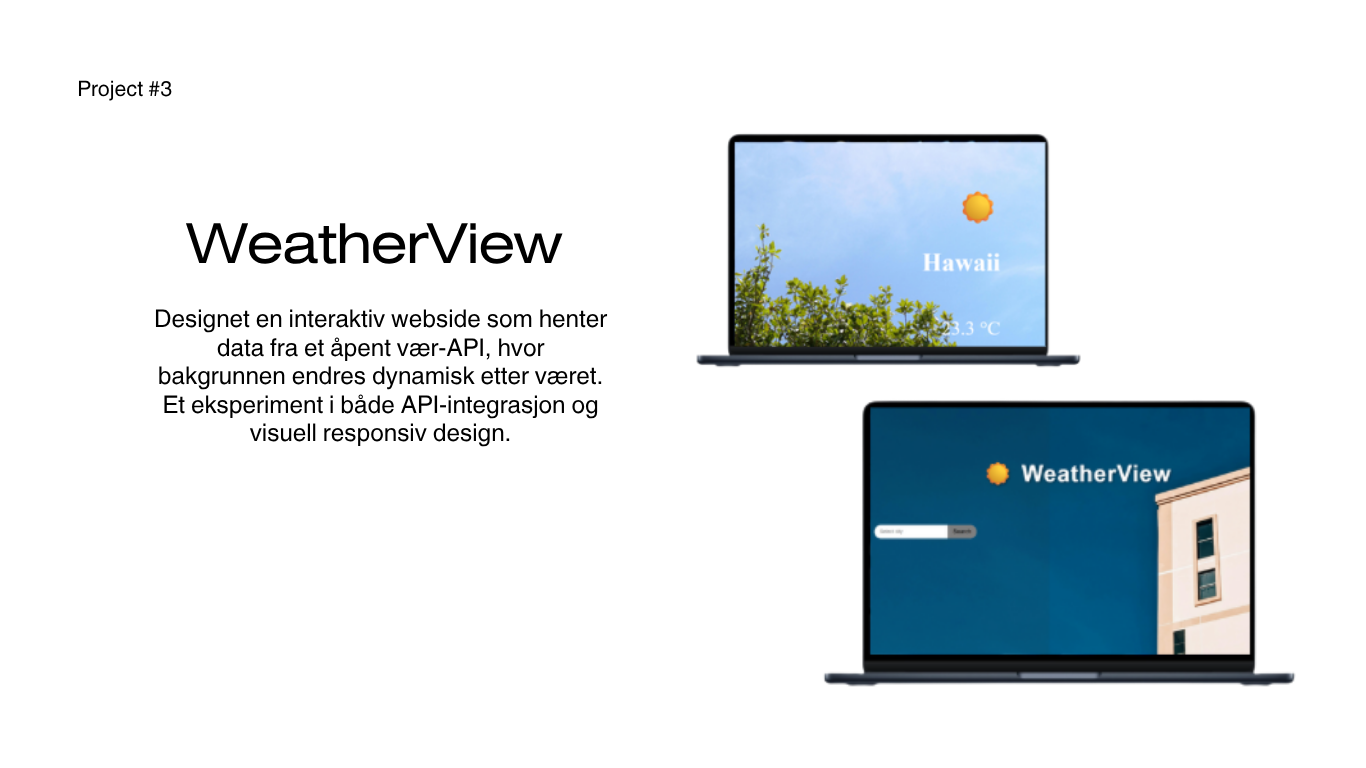 Project #3
WeatherView
Designet en interaktiv webside som henter
data fra et åpent vær-API, hvor
bakgrunnen endres dynamisk etter været.
Et eksperiment i både API-integrasjon og
visuell responsiv design.
Hawaii
23.3 °C
WeatherView
Search